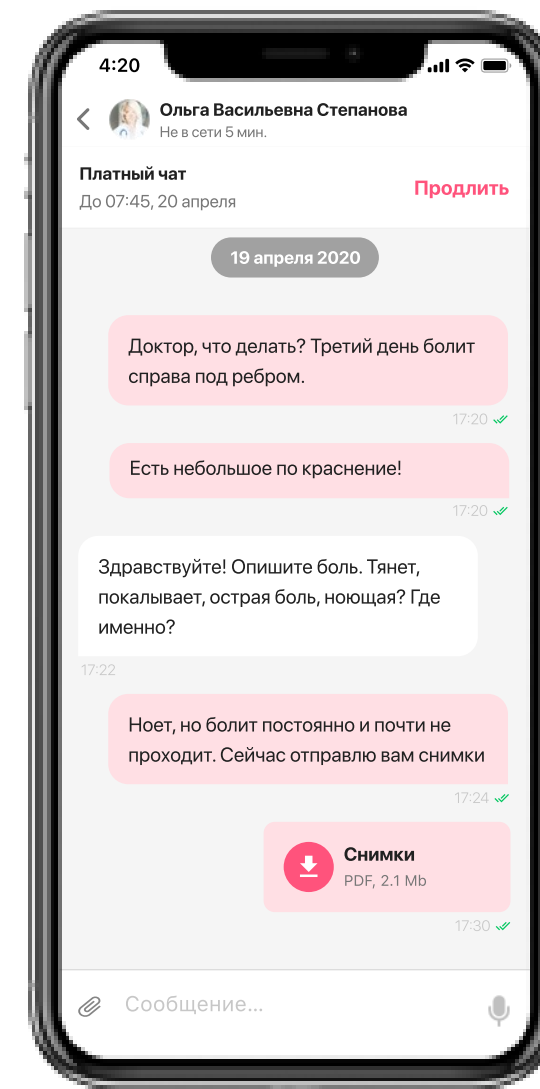 4:20
Ольга Васильевна Степанова
Не в сети 5 мин.
Платный чат
До 07:45, 20 апреля
Продлить
19 апреля 2020
Доктор, что делать? Третий день болит
справа под ребром.
17:20
Есть небольшое по краснение!
17:20
Здравствуйте! Опишите боль. Тянет,
покалывает, острая боль, ноющая? Где
именно?
17:22
Ноет, но болит постоянно и почти не
проходит. Сейчас отправлю вам снимки
17:24
Снимки
PDF, 2.1 Mb
17:30
Сообщение...